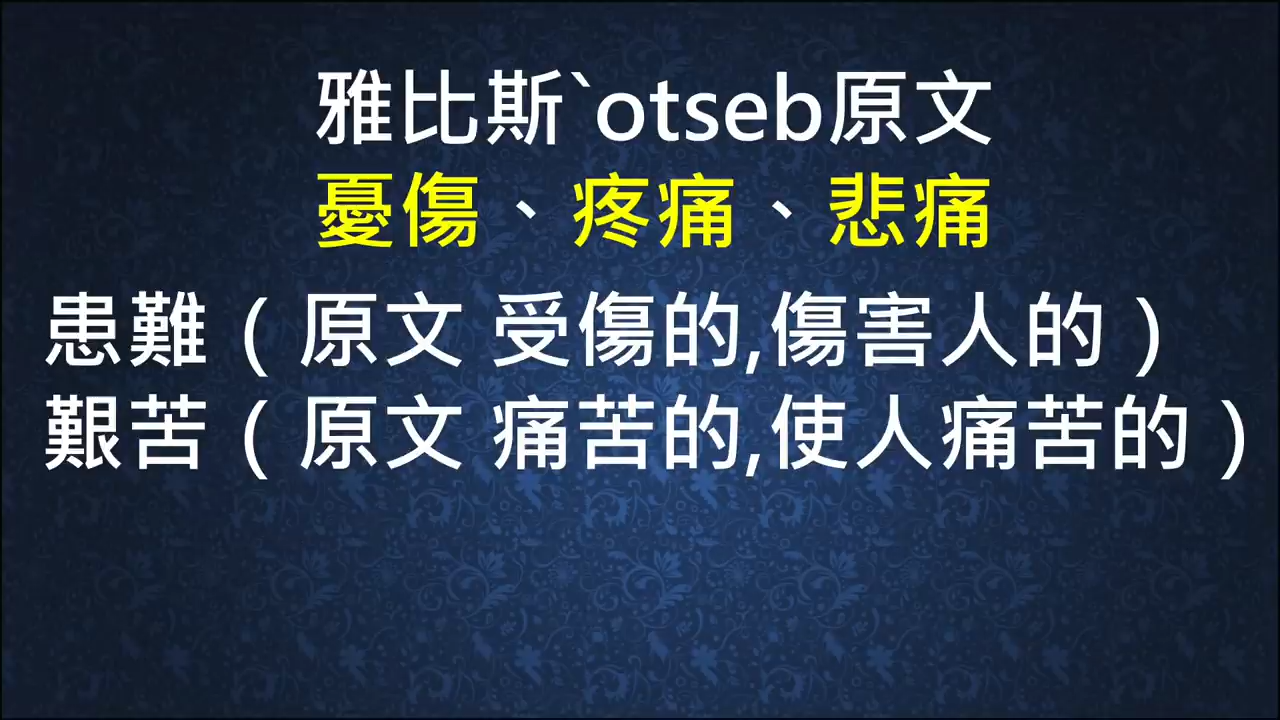 雅比斯`otseb原文
憂傷、疼痛、悲痛
患難（原文 受傷的,傷害人的）
艱苦（原文 痛苦的,使人痛苦的）